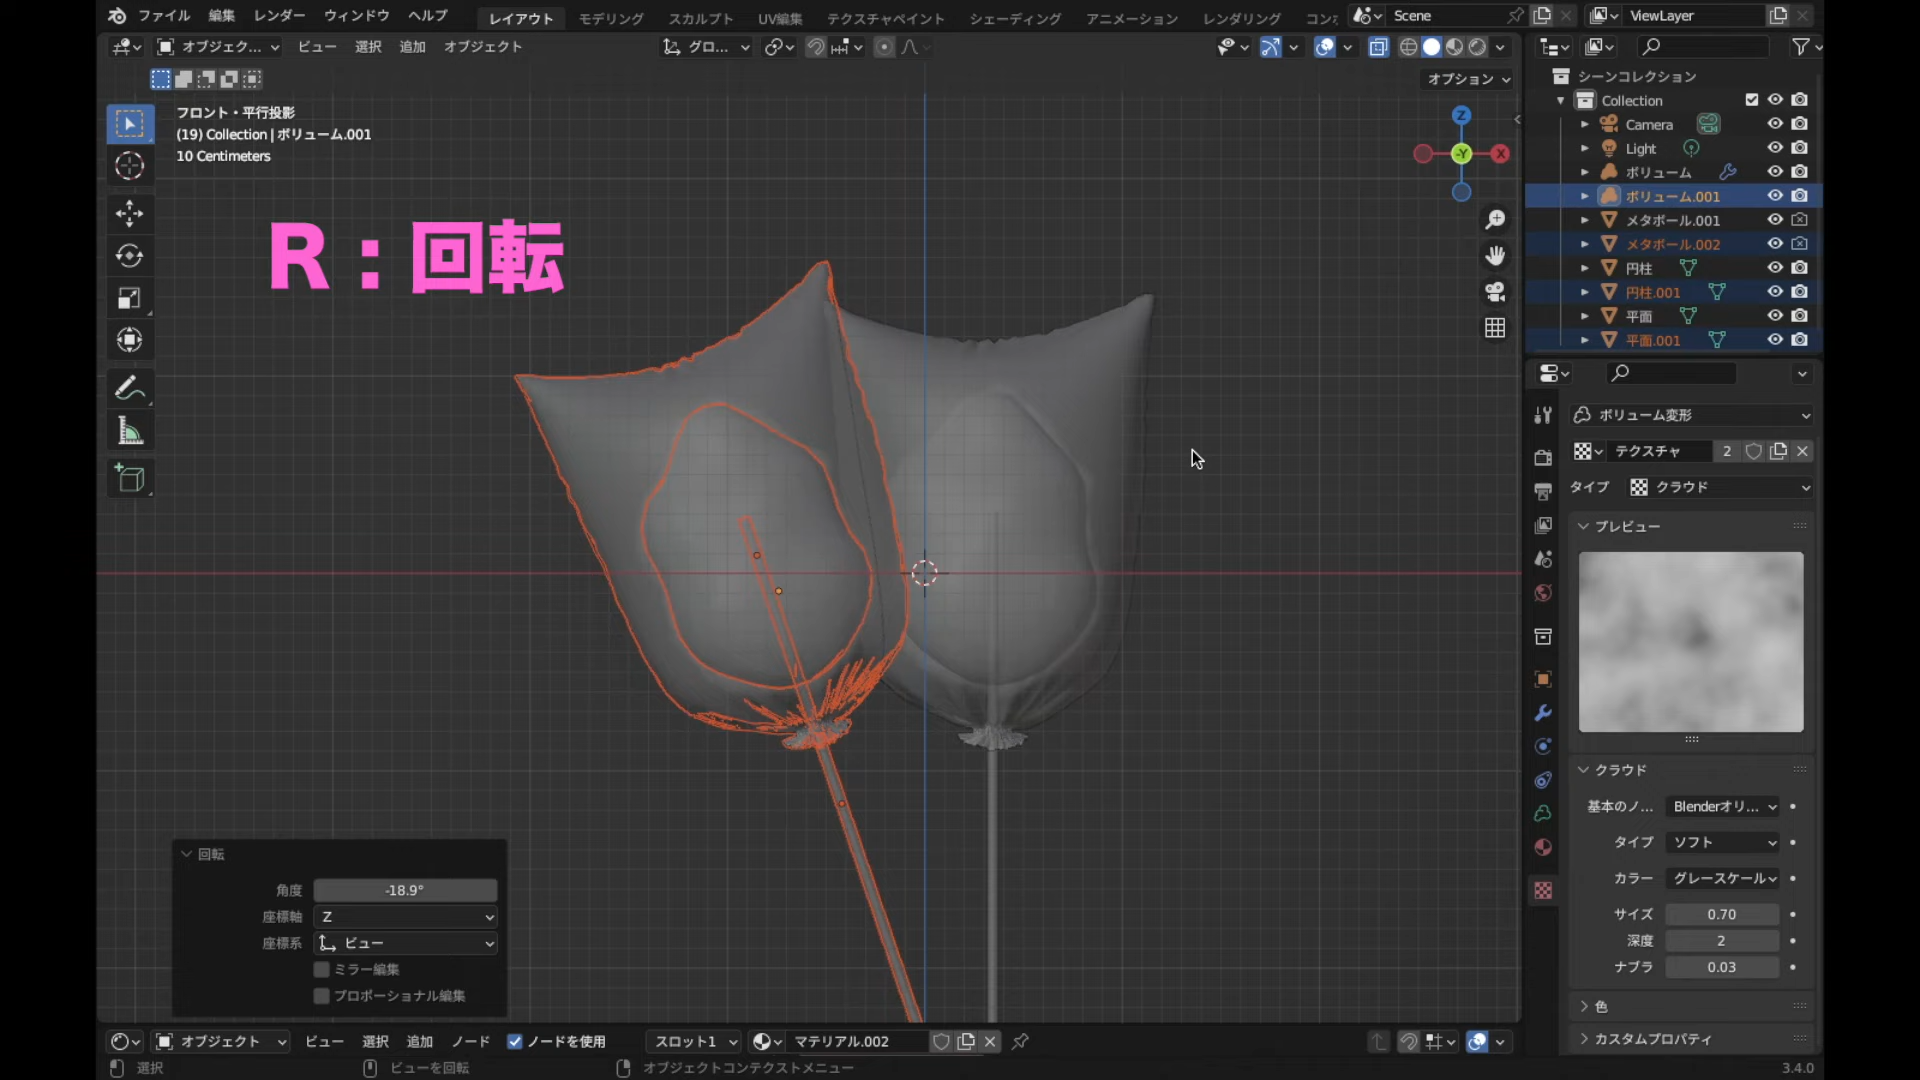 ファイル 編集 レンダー ウィンドウ ヘルプ レイアウト モデリング スカルプト UV編集 テクスチャペイント シェーディング アニメーション レンダリング コンポ Scene ViewLayer
オブジェク... ビュー 選択 追加 オブジェクト グロ...
オプション
フロント・平行投影
(19) Collection | ボリューム.001
10 Centimeters
Z
-Y
X
R：回転
シーンコレクション
Collection
Camera
Light
ボリューム
ボリューム.001
メタボール.001
メタボール.002
円柱
円柱.001
平面
平面.001
ボリューム変形
テクスチャ 2
タイプ クラウド
プレビュー
クラウド
基本のノ... Blenderオリ...
タイプ ソフト
カラー グレースケール
サイズ 0.70
深度 2
ナブラ 0.03
色
カスタムプロパティ
回転
角度 -18.9°
座標軸 Z
座標系 ビュー
ミラー編集
プロポーショナル編集
オブジェクト ビュー 選択 追加 ノード ノードを使用 スロット1 マテリアル.002
選択 ビューを回転 オブジェクトコンテクストメニュー 3.4.0